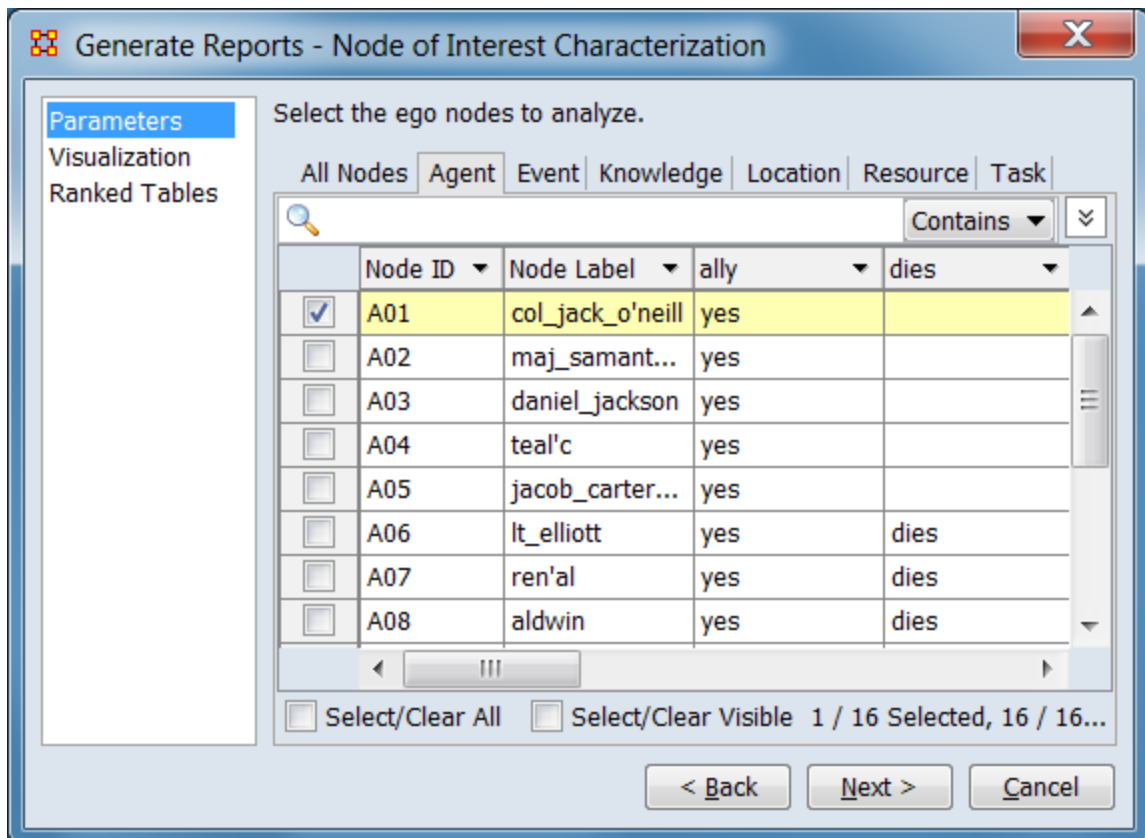 Generate Reports - Node of Interest Characterization
Parameters
Visualization
Ranked Tables
Select the ego nodes to analyze.
All Nodes Agent Event Knowledge Location Resource Task
Contains
Node ID Node Label ally dies
A01 col_jack_o'neill yes
A02 maj_samant... yes
A03 daniel_jackson yes
A04 teal'c yes
A05 jacob_carter... yes
A06 lt_elliott yes dies
A07 ren'al yes dies
A08 aldwin yes dies
Select/Clear All Select/Clear Visible 1 / 16 Selected, 16 / 16...
< Back Next > Cancel